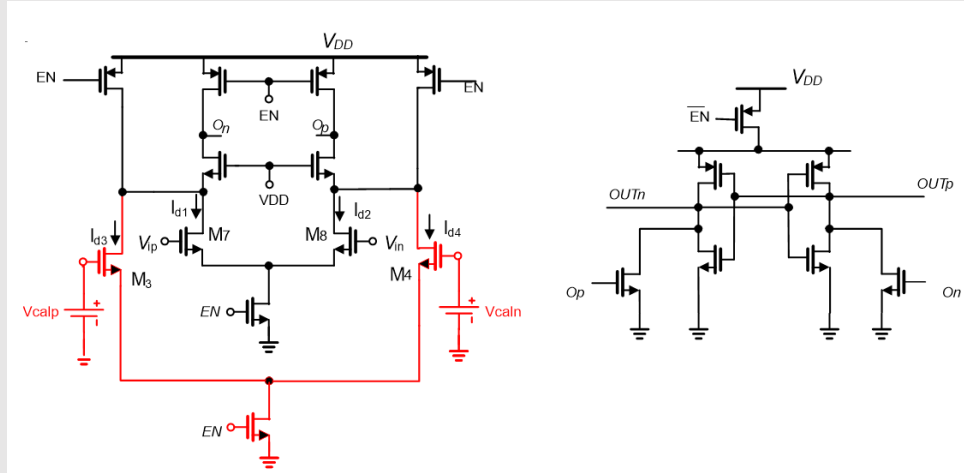 VDD
EN
EN
EN
On
Op
VDD
Id1
Id2
Id3
Id4
Vip
M7
M8
Vin
M3
M4
Vcalp
+
-
EN
+
-
Vcaln
EN
VDD
E̅N̅
OUTn
OUTp
Op
On